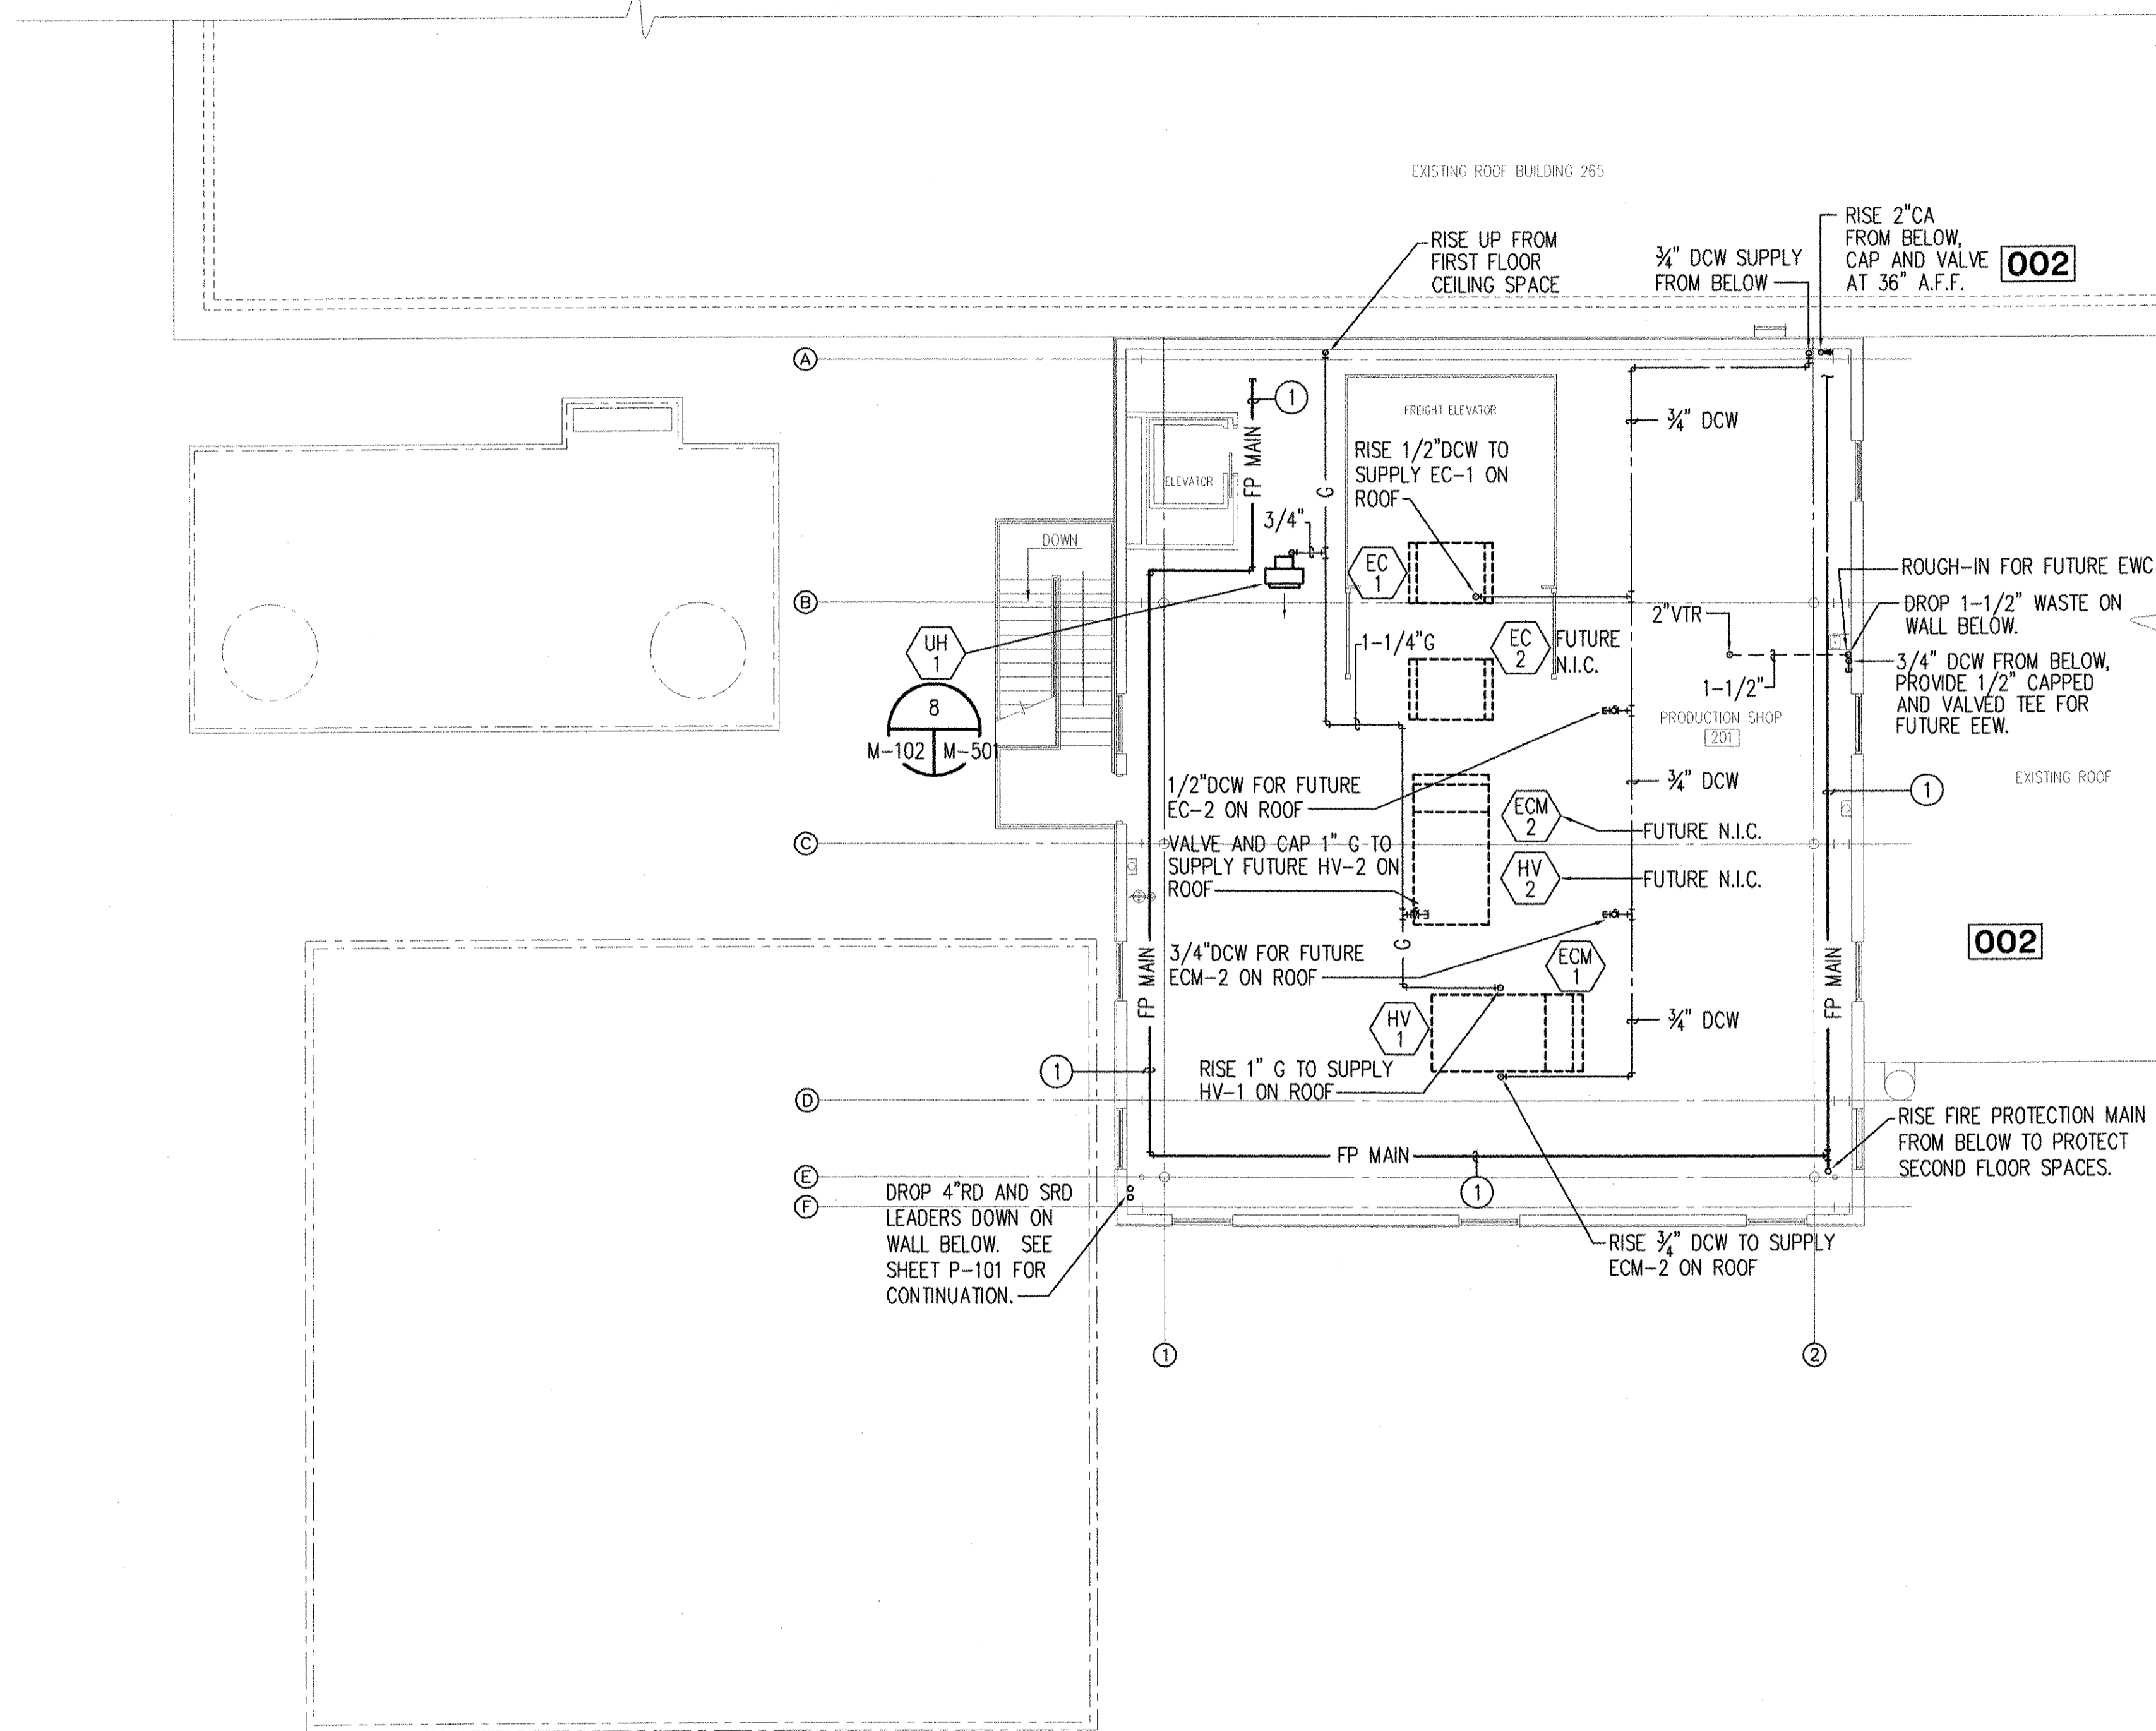 EXISTING ROOF BUILDING 265
RISE UP FROM
FIRST FLOOR
CEILING SPACE
¾" DCW SUPPLY
FROM BELOW
RISE 2"CA
FROM BELOW,
CAP AND VALVE
AT 36" A.F.F.
002
A
1
FP MAIN
G
FREIGHT ELEVATOR
¾" DCW
RISE 1/2"DCW TO
SUPPLY EC-1 ON
ROOF
ELEVATOR
3/4"
DOWN
EC
1
B
ROUGH-IN FOR FUTURE EWC
DROP 1-1/2" WASTE ON
WALL BELOW.
2"VTR
UH
1
1-1/4"G
EC
2
FUTURE
N.I.C.
3/4" DCW FROM BELOW,
PROVIDE 1/2" CAPPED
AND VALVED TEE FOR
FUTURE EEW.
1-1/2"
8
M-102
M-501
PRODUCTION SHOP
201
EXISTING ROOF
1/2"DCW FOR FUTURE
EC-2 ON ROOF
¾" DCW
1
ECM
2
FUTURE N.I.C.
C
VALVE AND CAP 1" G TO
SUPPLY FUTURE HV-2 ON
ROOF
HV
2
FUTURE N.I.C.
002
G
3/4"DCW FOR FUTURE
ECM-2 ON ROOF
ECM
1
FP MAIN
FP MAIN
HV
1
¾" DCW
1
RISE 1" G TO SUPPLY
HV-1 ON ROOF
D
RISE FIRE PROTECTION MAIN
FROM BELOW TO PROTECT
SECOND FLOOR SPACES.
FP MAIN
E
1
F
DROP 4"RD AND SRD
LEADERS DOWN ON
WALL BELOW. SEE
SHEET P-101 FOR
CONTINUATION.
RISE ¾" DCW TO SUPPLY
ECM-2 ON ROOF
1
2